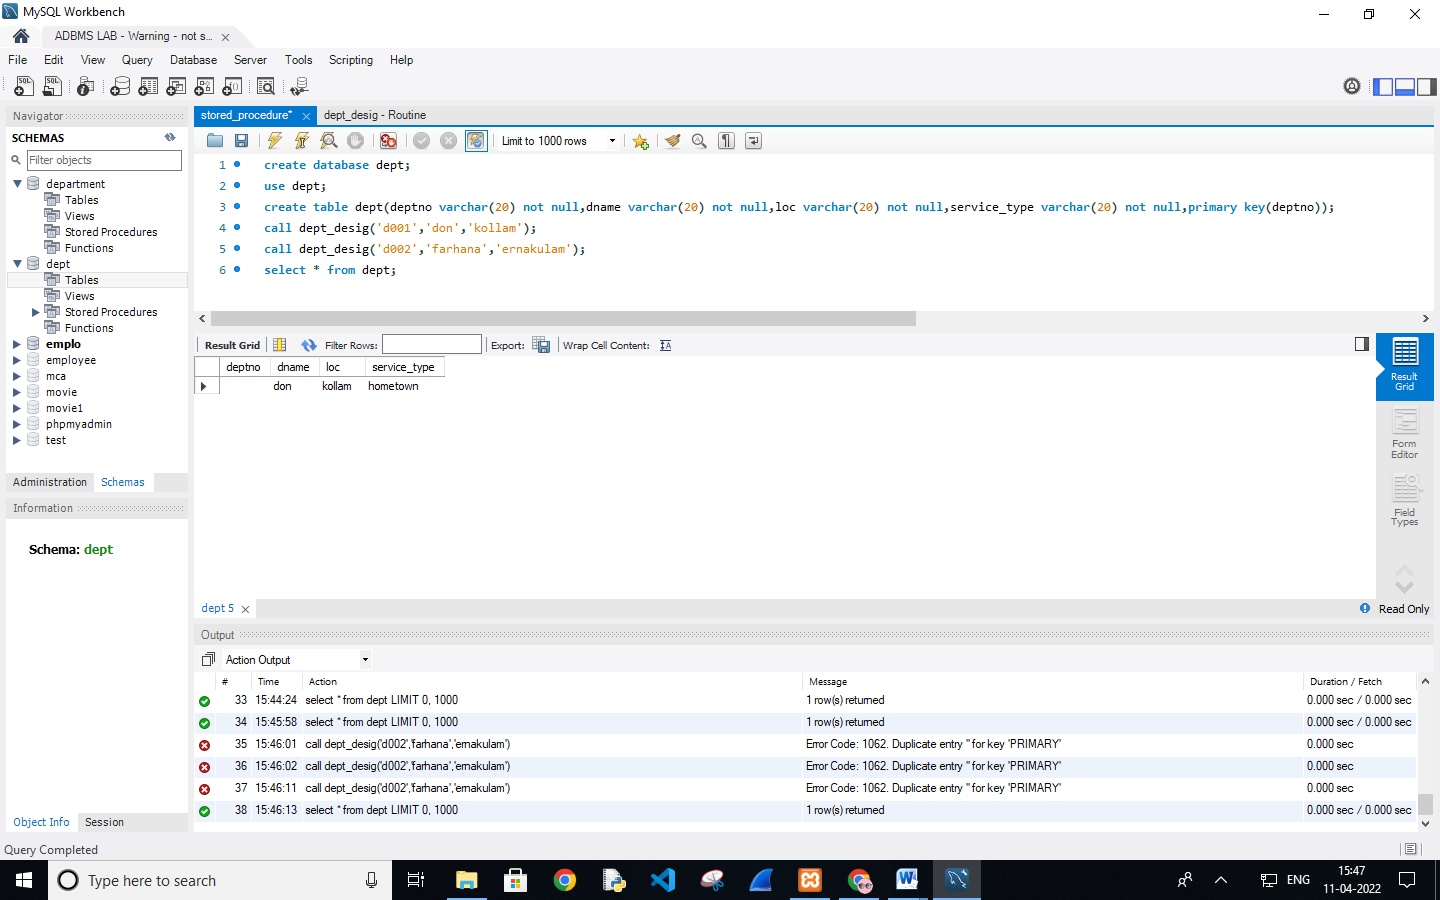 MySQL Workbench
ADBMS LAB - Warning - not s...
File Edit View Query Database Server Tools Scripting Help
Navigator
SCHEMAS
Filter objects
department
Tables
Views
Stored Procedures
Functions
dept
Tables
Views
Stored Procedures
Functions
emplo
employee
mca
movie
movie1
phpmyadmin
test
Administration Schemas
Information
Schema: dept
Object Info Session
stored_procedure* dept_desig - Routine
Limit to 1000 rows
1 create database dept;
2 use dept;
3 create table dept(deptno varchar(20) not null,dname varchar(20) not null,loc varchar(20) not null,service_type varchar(20) not null,primary key(deptno));
4 call dept_desig('d001','don','kollam');
5 call dept_desig('d002','farhana','ernakulam');
6 select * from dept;
Result Grid Filter Rows: Export: Wrap Cell Content:
deptno dname loc service_type
don kollam hometown
Result
Grid
Form
Editor
Field
Types
dept 5
Read Only
Output
Action Output
# Time Action Message Duration / Fetch
33 15:44:24 select * from dept LIMIT 0, 1000 1 row(s) returned 0.000 sec / 0.000 sec
34 15:45:58 select * from dept LIMIT 0, 1000 1 row(s) returned 0.000 sec / 0.000 sec
35 15:46:01 call dept_desig('d002','farhana','ernakulam') Error Code: 1062. Duplicate entry '' for key 'PRIMARY' 0.000 sec
36 15:46:02 call dept_desig('d002','farhana','ernakulam') Error Code: 1062. Duplicate entry '' for key 'PRIMARY' 0.000 sec
37 15:46:11 call dept_desig('d002','farhana','ernakulam') Error Code: 1062. Duplicate entry '' for key 'PRIMARY' 0.000 sec
38 15:46:13 select * from dept LIMIT 0, 1000 1 row(s) returned 0.000 sec / 0.000 sec
Query Completed
Type here to search
ENG
15:47
11-04-2022